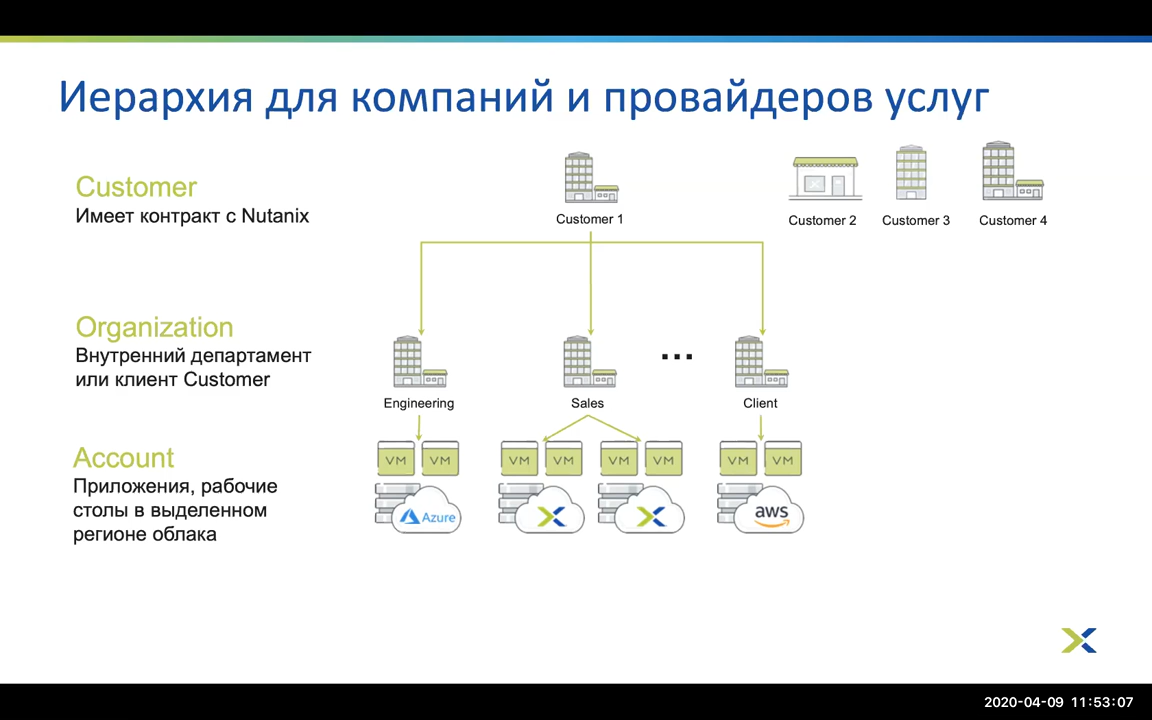 Иерархия для компаний и провайдеров услуг
Customer
Имеет контракт с Nutanix
Customer 1
Customer 2
Customer 3
Customer 4
Organization
Внутренний департамент
или клиент Customer
...
Engineering
Sales
Client
Account
Приложения, рабочие
столы в выделенном
регионе облака
VM
VM
VM
VM
VM
VM
VM
VM
Azure
aws
2020-04-09 11:53:07